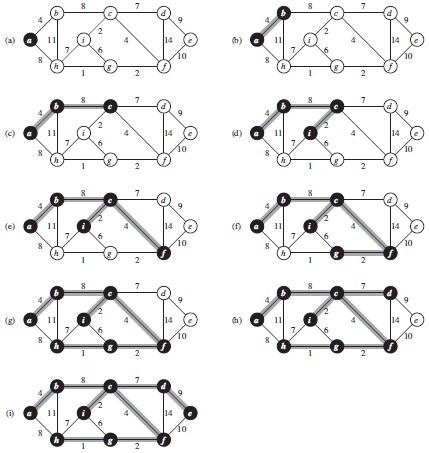 8 7 8 7
b c d b c d
4 2 9 4 2 9
(a) a 11 i 4 14 e (b) a 11 i 4 14 e
8 7 6 10 8 7 6 10
h g f h g f
1 2 1 2
8 7 8 7
b c d b c d
4 2 9 4 2 9
(c) a 11 i 4 14 e (d) a 11 i 4 14 e
8 7 6 10 8 7 6 10
h g f h g f
1 2 1 2
8 7 8 7
b c d b c d
4 2 9 4 2 9
(e) a 11 i 4 14 e (f) a 11 i 4 14 e
8 7 6 10 8 7 6 10
h g f h g f
1 2 1 2
8 7 8 7
b c d b c d
4 2 9 4 2 9
(g) a 11 i 4 14 e (h) a 11 i 4 14 e
8 7 6 10 8 7 6 10
h g f h g f
1 2 1 2
8 7
b c d
4 2 9
(i) a 11 i 4 14 e
8 7 6 10
h g f
1 2